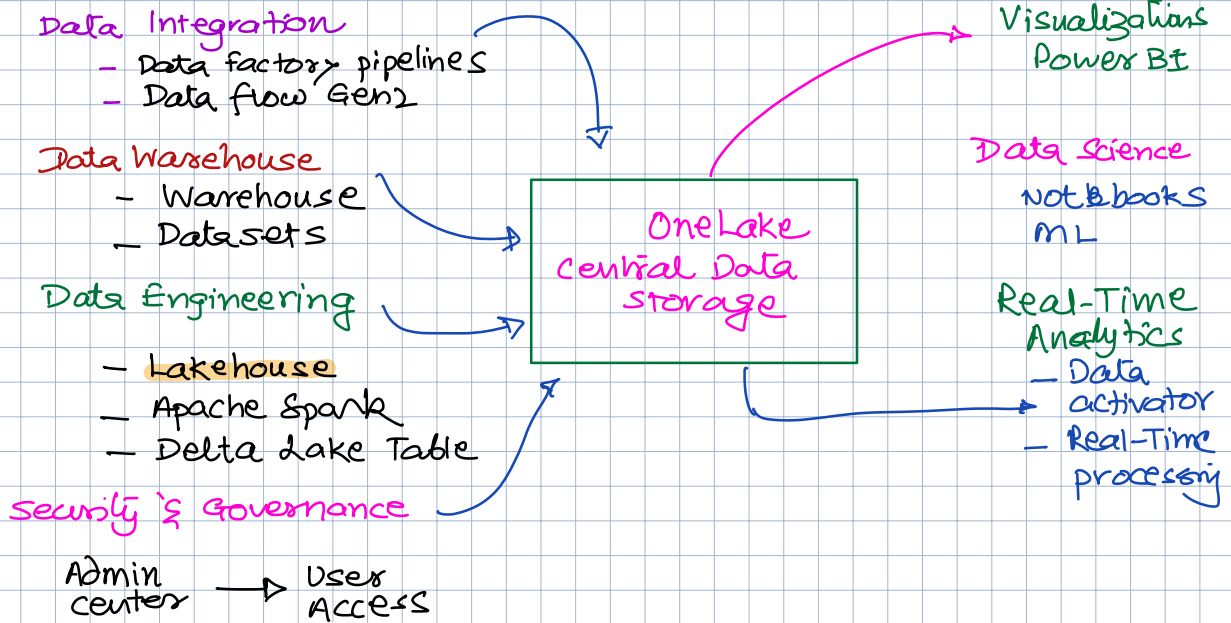 Data Integration
- Data factory pipelines
- Data flow Gen2
Data Warehouse
- Warehouse
- Datasets
Data Engineering
- Lakehouse
- Apache Spark
- Delta Lake Table
Security & Governance
Admin
center
User
Access
OneLake
Central Data
Storage
Visualizations
Power BI
Data Science
Notebooks
ML
Real-Time
Analytics
- Data
activator
- Real-Time
processing